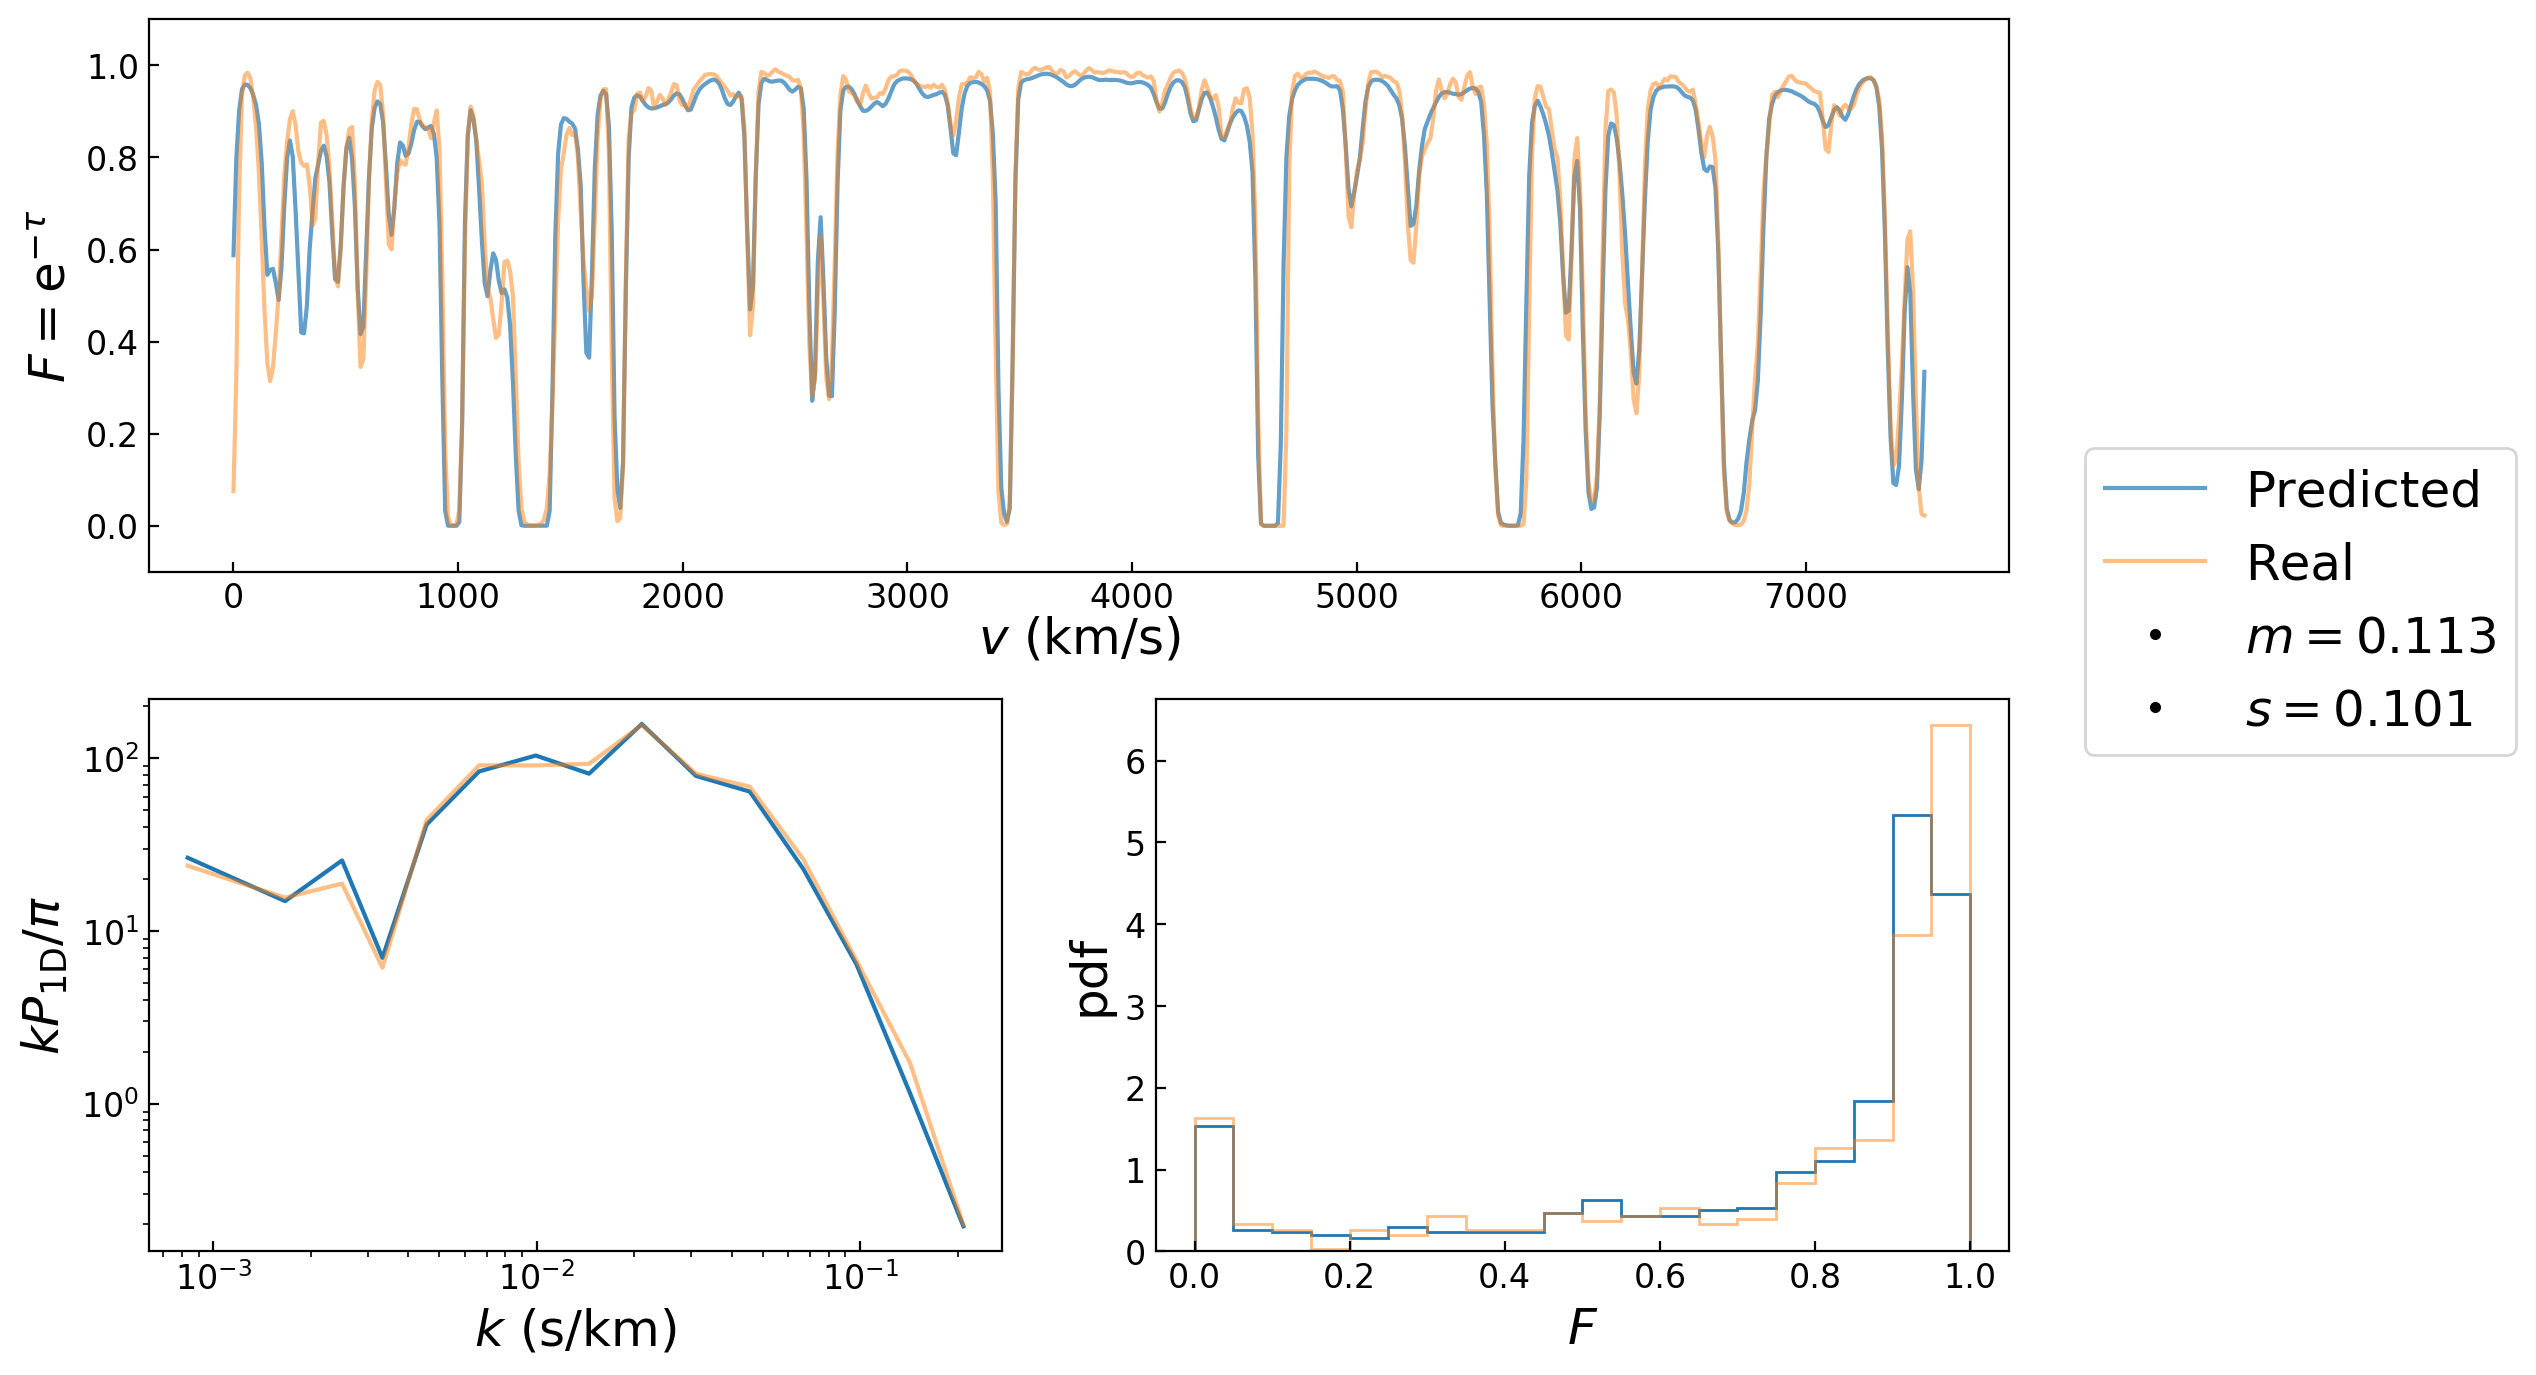 1.0
0.8
0.6
0.4
0.2
0.0
F = e^{−τ}
0 1000 2000 3000 4000 5000 6000 7000
v (km/s)
Predicted
Real
m = 0.113
s = 0.101
10^2
10^1
10^0
kP_{1D}/π
10^{−3} 10^{−2} 10^{−1}
k (s/km)
6
5
4
3
2
1
0
pdf
0.0 0.2 0.4 0.6 0.8 1.0
F